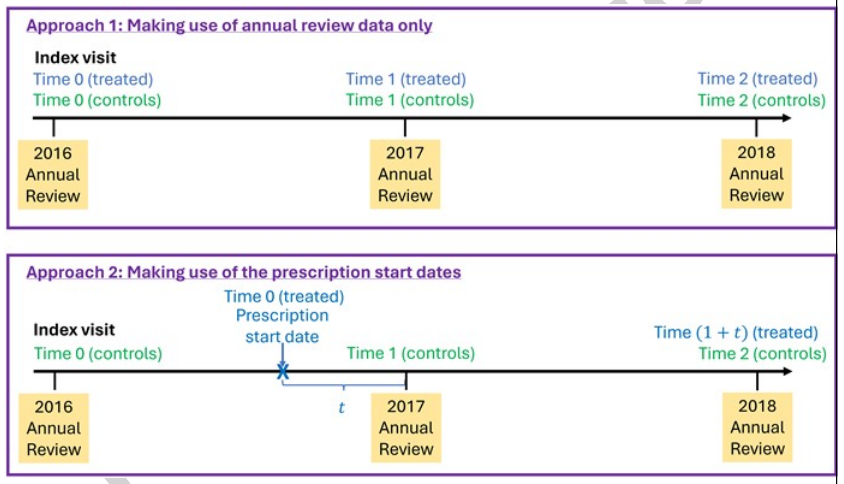 Approach 1: Making use of annual review data only
Index visit
Time 0 (treated) Time 1 (treated) Time 2 (treated)
Time 0 (controls) Time 1 (controls) Time 2 (controls)
2016 2017 2018
Annual Annual Annual
Review Review Review
Approach 2: Making use of the prescription start dates
Time 0 (treated)
Prescription
start date
Index visit
Time (1 + t) (treated)
Time 0 (controls) Time 1 (controls) Time 2 (controls)
t
2016 2017 2018
Annual Annual Annual
Review Review Review